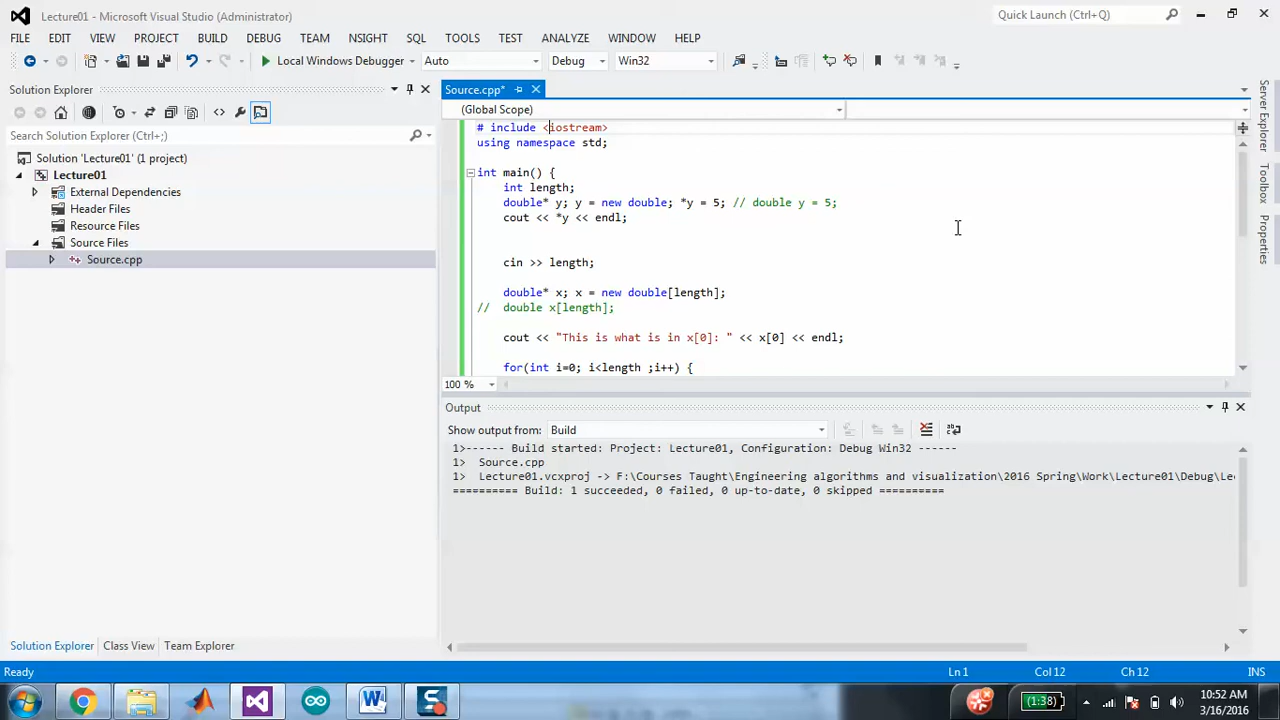 Lecture01 - Microsoft Visual Studio (Administrator)
Quick Launch (Ctrl+Q)
FILE EDIT VIEW PROJECT BUILD DEBUG TEAM NSIGHT SQL TOOLS TEST ANALYZE WINDOW HELP
Local Windows Debugger Auto Debug Win32
Solution Explorer
Search Solution Explorer (Ctrl+;)
Solution 'Lecture01' (1 project)
Lecture01
External Dependencies
Header Files
Resource Files
Source Files
Source.cpp
Solution Explorer Class View Team Explorer
Source.cpp*
(Global Scope)
# include <iostream>
using namespace std;
int main() {
int length;
double* y; y = new double; *y = 5; // double y = 5;
cout << *y << endl;
cin >> length;
double* x; x = new double[length];
// double x[length];
cout << "This is what is in x[0]: " << x[0] << endl;
for(int i=0; i<length ;i++) {
100 %
Output
Show output from: Build
1>------ Build started: Project: Lecture01, Configuration: Debug Win32 ------
1> Source.cpp
1> Lecture01.vcxproj -> F:\Courses Taught\Engineering algorithms and visualization\2016 Spring\Work\Lecture01\Debug\Le
========== Build: 1 succeeded, 0 failed, 0 up-to-date, 0 skipped ==========
Server Explorer
Toolbox
Properties
Ready Ln 1 Col 12 Ch 12 INS
(1:38)
10:52 AM
3/16/2016